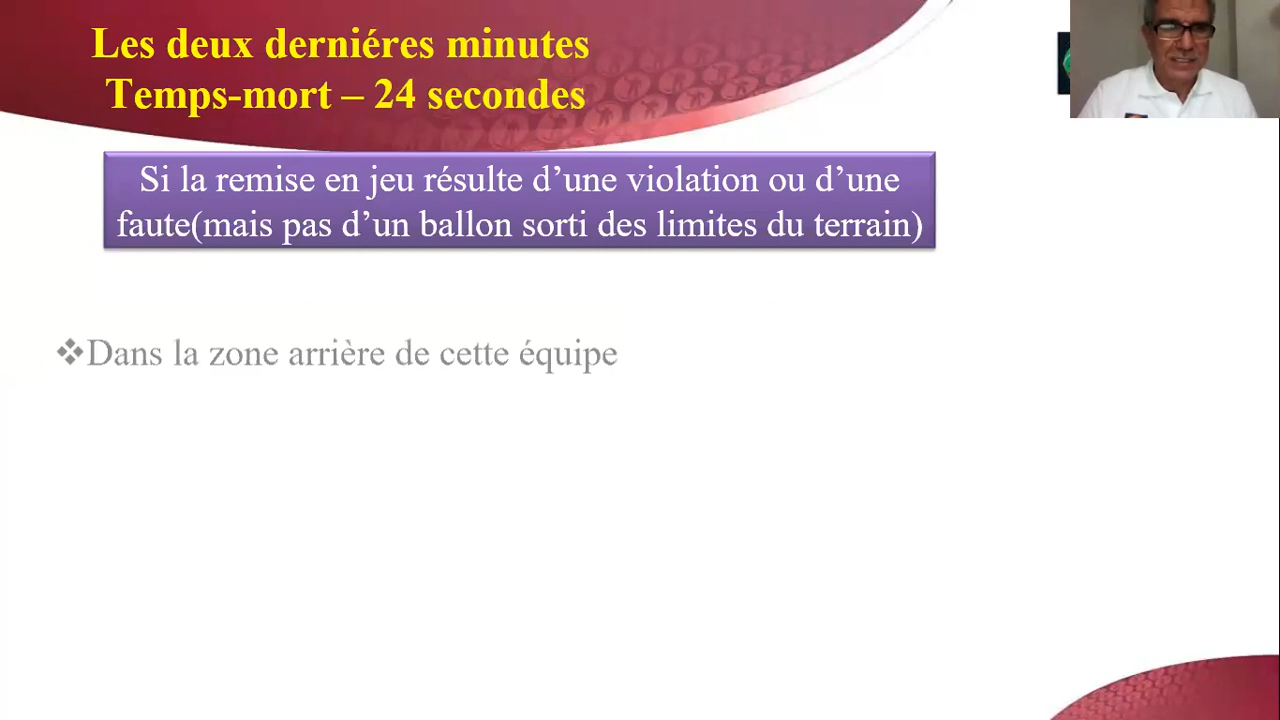 Les deux derniéres minutes
Temps-mort – 24 secondes
Si la remise en jeu résulte d’une violation ou d’une
faute(mais pas d’un ballon sorti des limites du terrain)
❖Dans la zone arrière de cette équipe